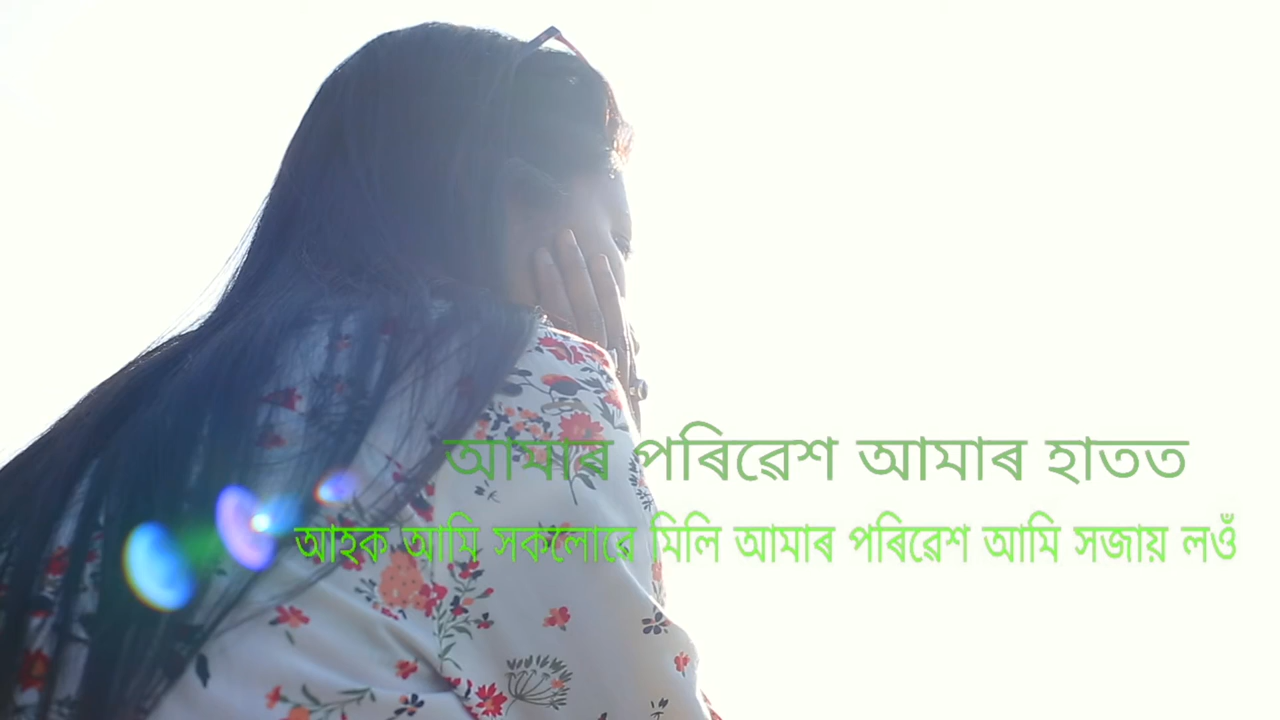 আমাৰ পৰিৱেশ আমাৰ হাতত
আহক আমি সকলোৱে মিলি আমাৰ পৰিৱেশ আমি সজায় লওঁ